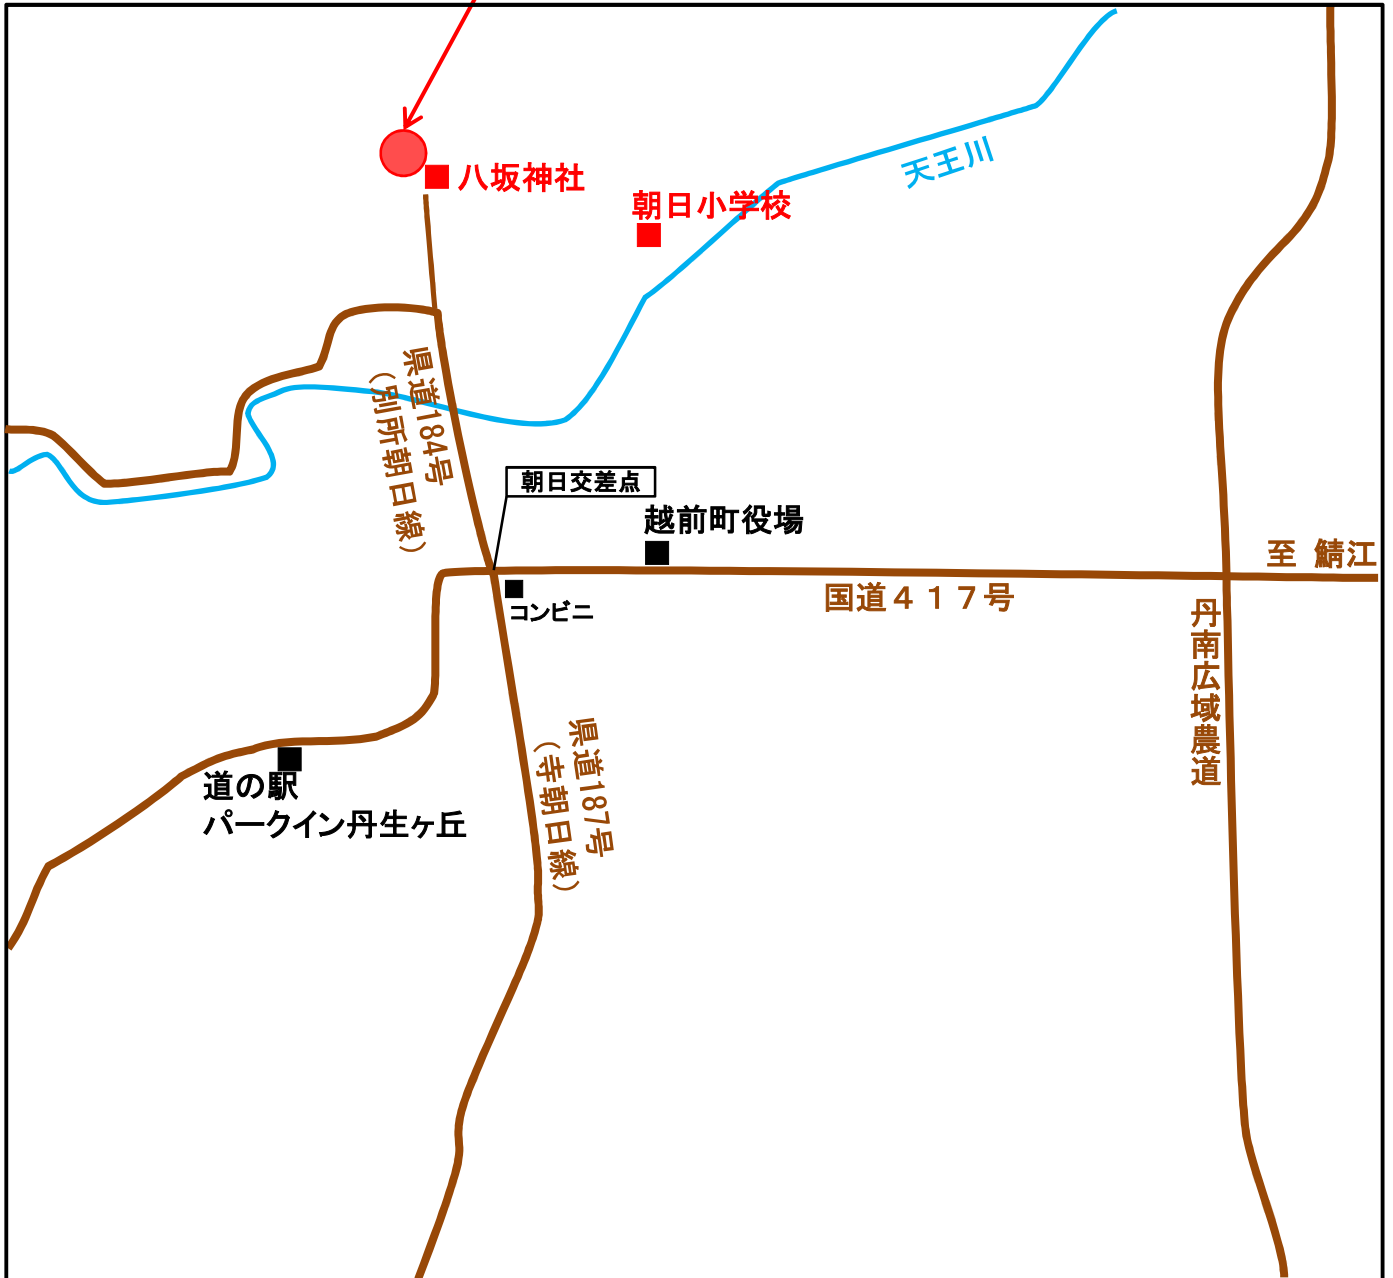 八坂神社
朝日小学校
天王川
県道184号
（別所朝日線）
朝日交差点
越前町役場
至 鯖江
国道４１７号
コンビニ
丹南広域農道
県道187号
（寺朝日線）
道の駅
パークイン丹生ヶ丘